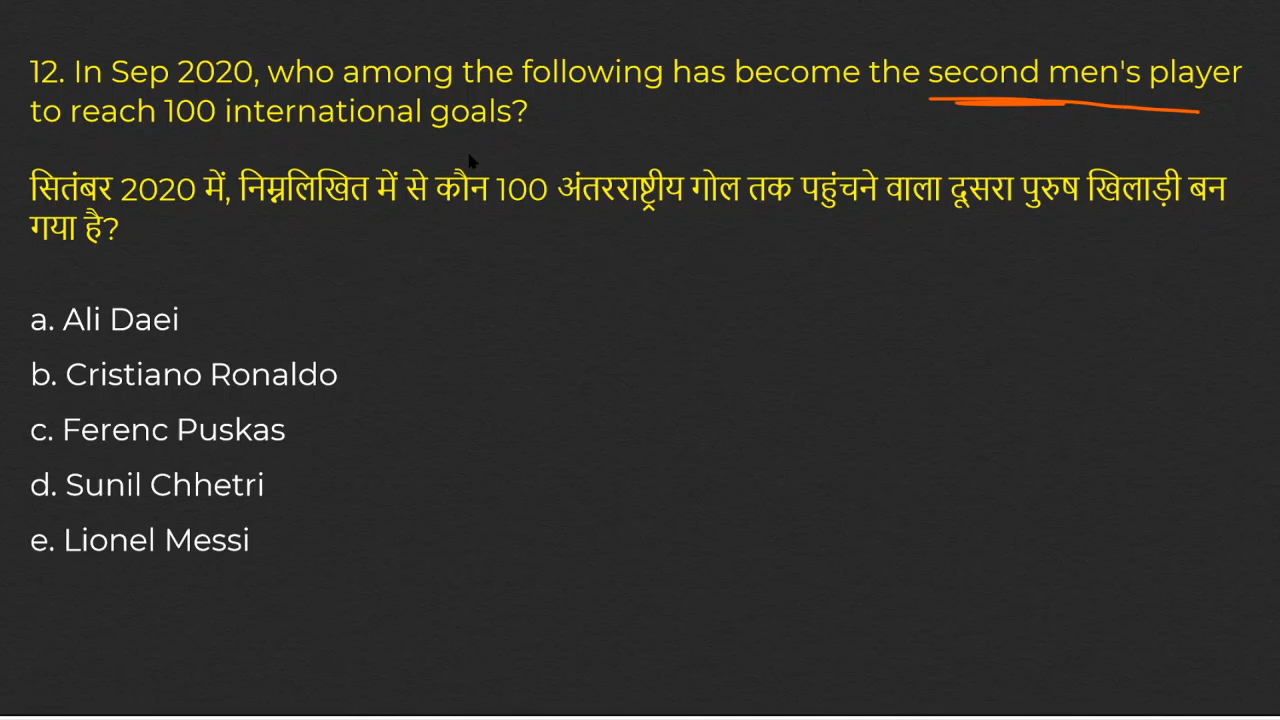 12. In Sep 2020, who among the following has become the second men's player
to reach 100 international goals?
सितंबर 2020 में, निम्नलिखित में से कौन 100 अंतरराष्ट्रीय गोल तक पहुंचने वाला दूसरा पुरुष खिलाड़ी बन
गया है?
a. Ali Daei
b. Cristiano Ronaldo
c. Ferenc Puskas
d. Sunil Chhetri
e. Lionel Messi